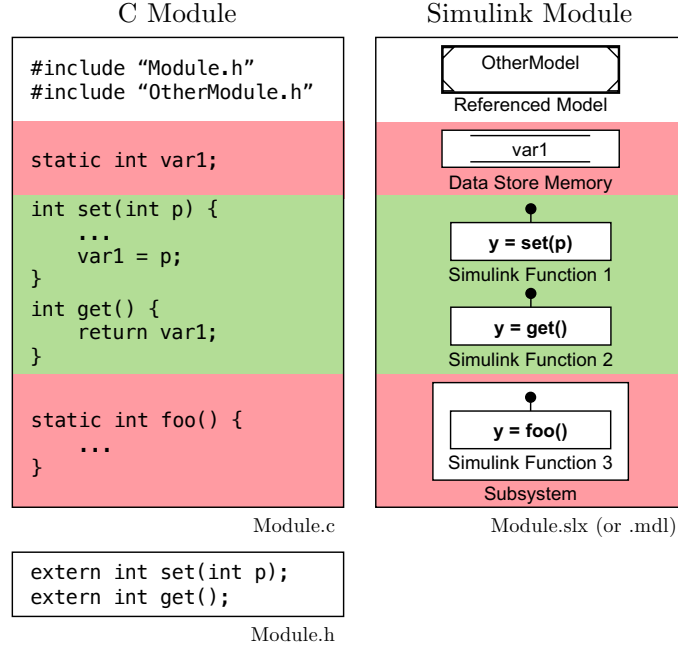 C Module
#include “Module.h”
#include “OtherModule.h”
static int var1;
int set(int p) {
...
var1 = p;
}
int get() {
return var1;
}
static int foo() {
...
}
Module.c
extern int set(int p);
extern int get();
Module.h
Simulink Module
OtherModel
Referenced Model
var1
Data Store Memory
y = set(p)
Simulink Function 1
y = get()
Simulink Function 2
y = foo()
Simulink Function 3
Subsystem
Module.slx (or .mdl)